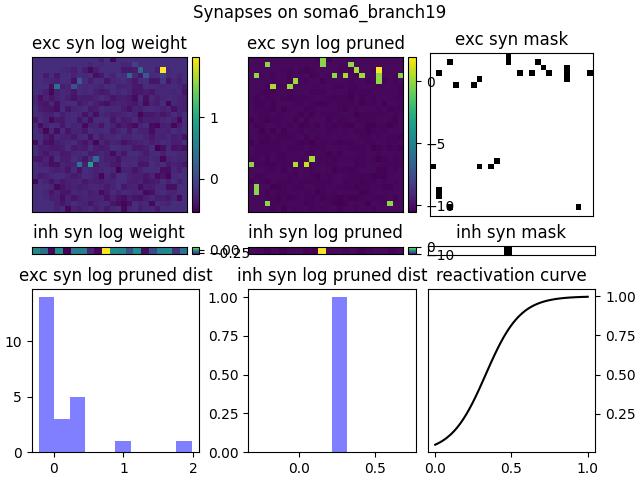 Synapses on soma6_branch19
exc syn log weight
exc syn log pruned
exc syn mask
1
0
0
−5
−10
inh syn log weight
inh syn log pruned
inh syn mask
0.00
−0.25
0
−10
exc syn log pruned dist
inh syn log pruned dist
reactivation curve
10
5
0
0
1
2
1.00
0.75
0.50
0.25
0.00
0.0
0.5
1.00
0.75
0.50
0.25
0.0
0.5
1.0